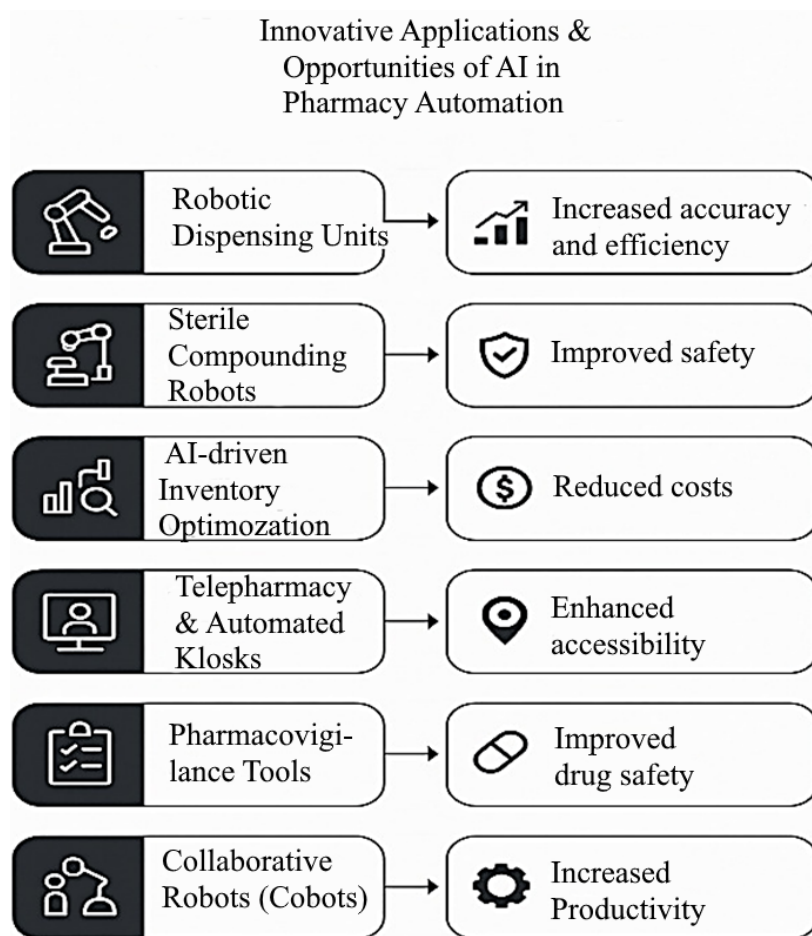 Innovative Applications &
Opportunities of AI in
Pharmacy Automation
Robotic
Dispensing Units
Increased accuracy
and efficiency
Sterile
Compounding
Robots
Improved safety
AI-driven
Inventory
Optimozation
$
Reduced costs
Telepharmacy
& Automated
Klosks
Enhanced
accessibility
Pharmacovigi-
lance Tools
Improved
drug safety
Collaborative
Robots (Cobots)
Increased
Productivity